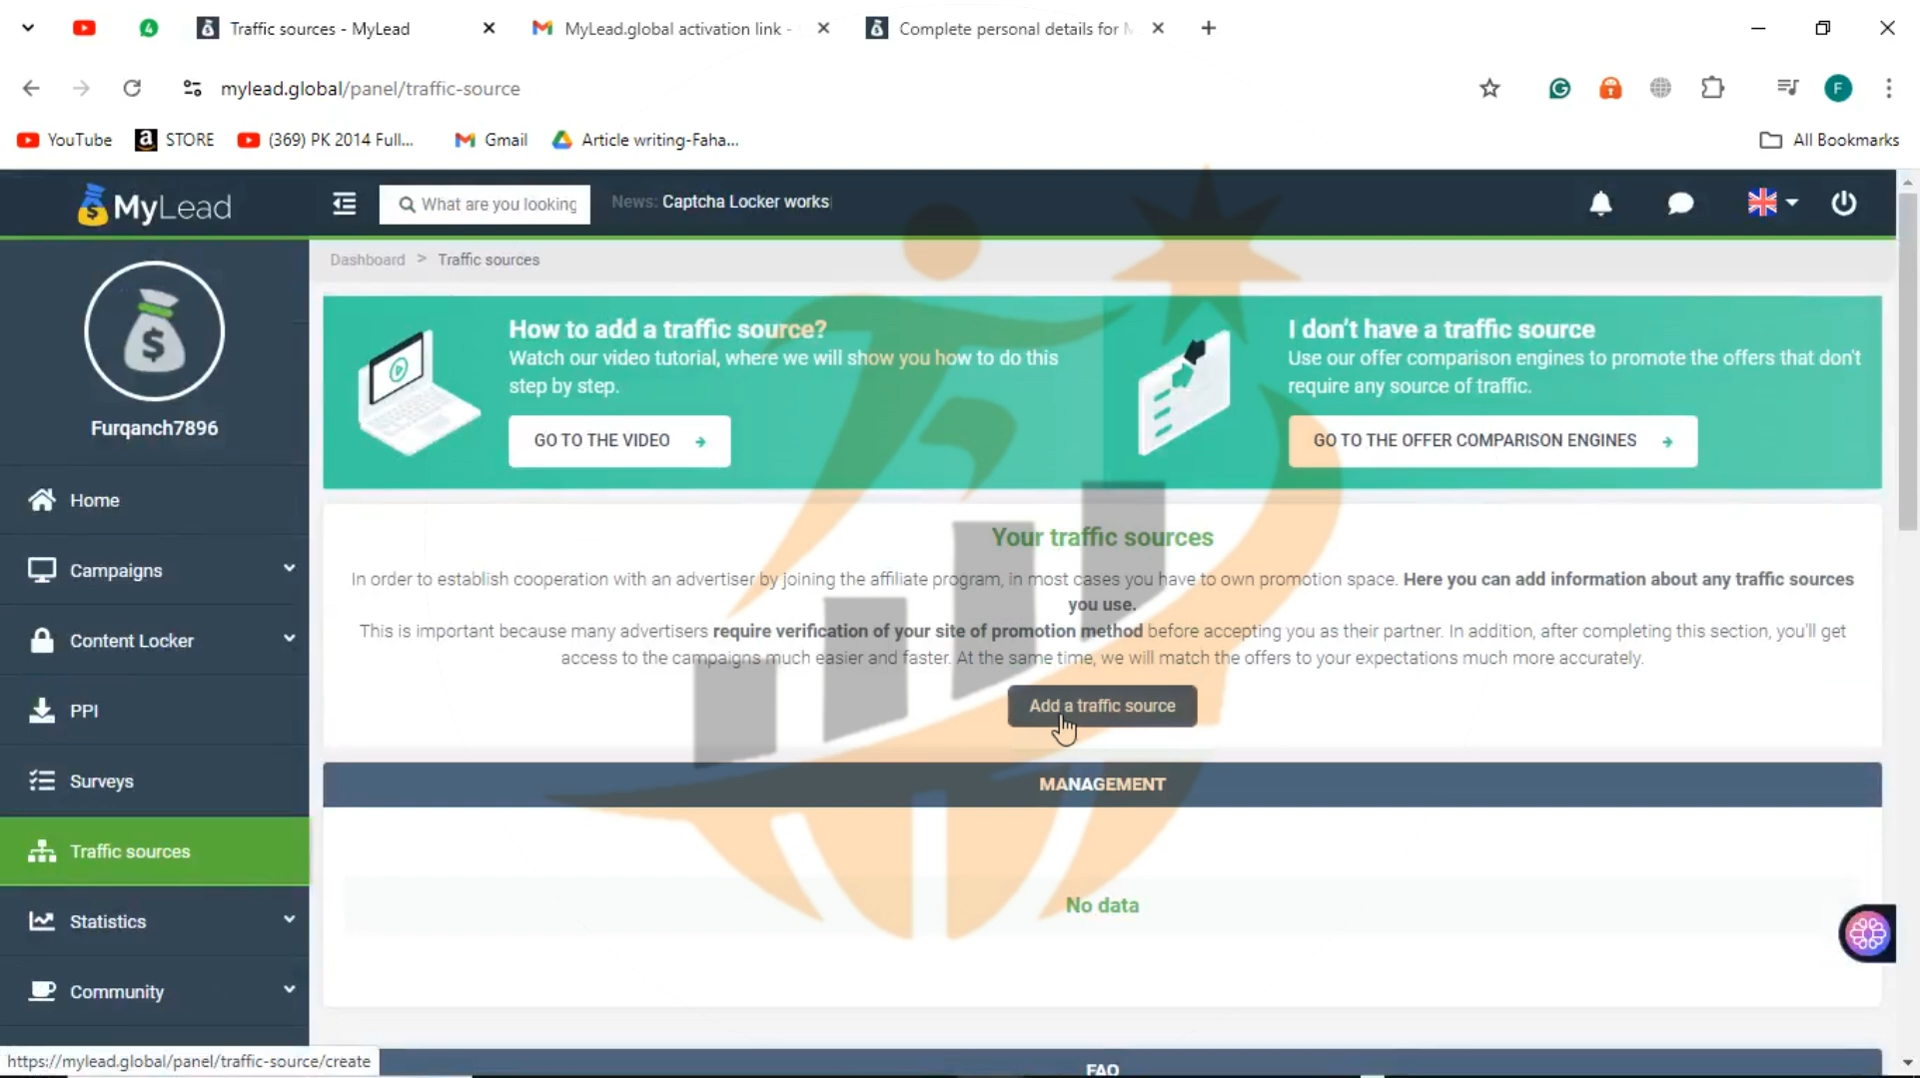 4
Traffic sources - MyLead
MyLead.global activation link -
Complete personal details for M
mylead.global/panel/traffic-source
F
YouTube
STORE
(369) PK 2014 Full...
Gmail
Article writing-Faha...
All Bookmarks
MyLead
What are you looking
News: Captcha Locker works
Dashboard > Traffic sources
Furqanch7896
How to add a traffic source?
Watch our video tutorial, where we will show you how to do this
step by step.
GO TO THE VIDEO
I don't have a traffic source
Use our offer comparison engines to promote the offers that don't
require any source of traffic.
GO TO THE OFFER COMPARISON ENGINES
Home
Campaigns
Content Locker
PPI
Surveys
Traffic sources
Statistics
Community
Your traffic sources
In order to establish cooperation with an advertiser by joining the affiliate program, in most cases you have to own promotion space. Here you can add information about any traffic sources
you use.
This is important because many advertisers require verification of your site of promotion method before accepting you as their partner. In addition, after completing this section, you'll get
access to the campaigns much easier and faster. At the same time, we will match the offers to your expectations much more accurately.
Add a traffic source
MANAGEMENT
No data
FAQ
https://mylead.global/panel/traffic-source/create